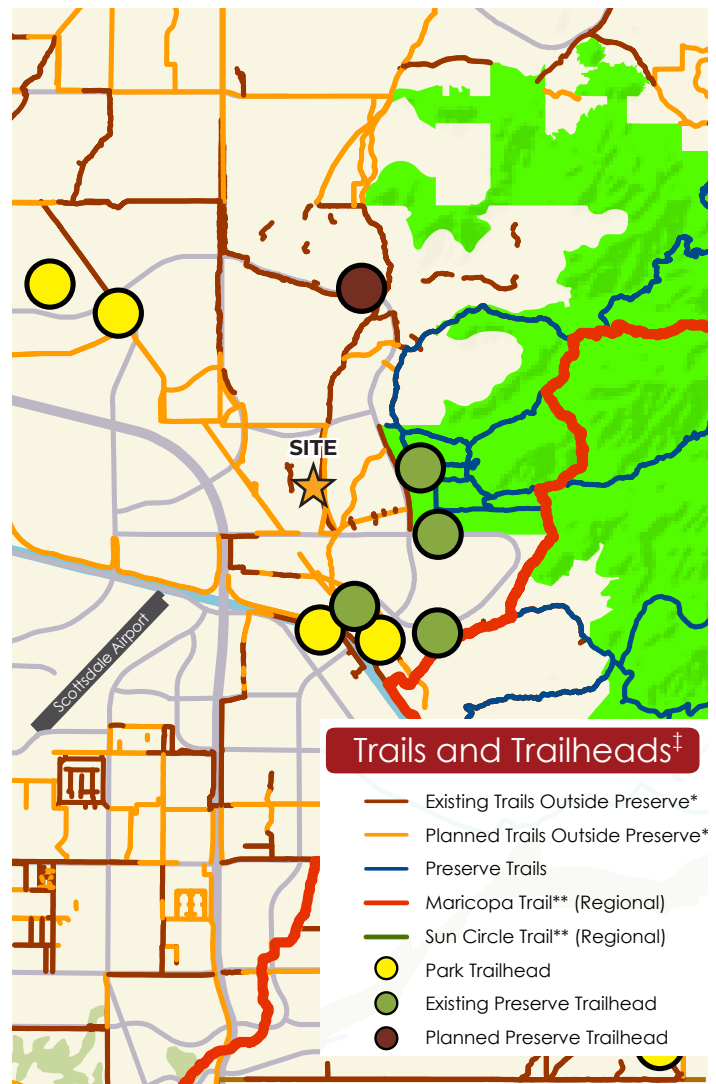 SITE
Scottsdale Airport
Trails and Trailheads‡
Existing Trails Outside Preserve*
Planned Trails Outside Preserve*
Preserve Trails
Maricopa Trail** (Regional)
Sun Circle Trail** (Regional)
Park Trailhead
Existing Preserve Trailhead
Planned Preserve Trailhead